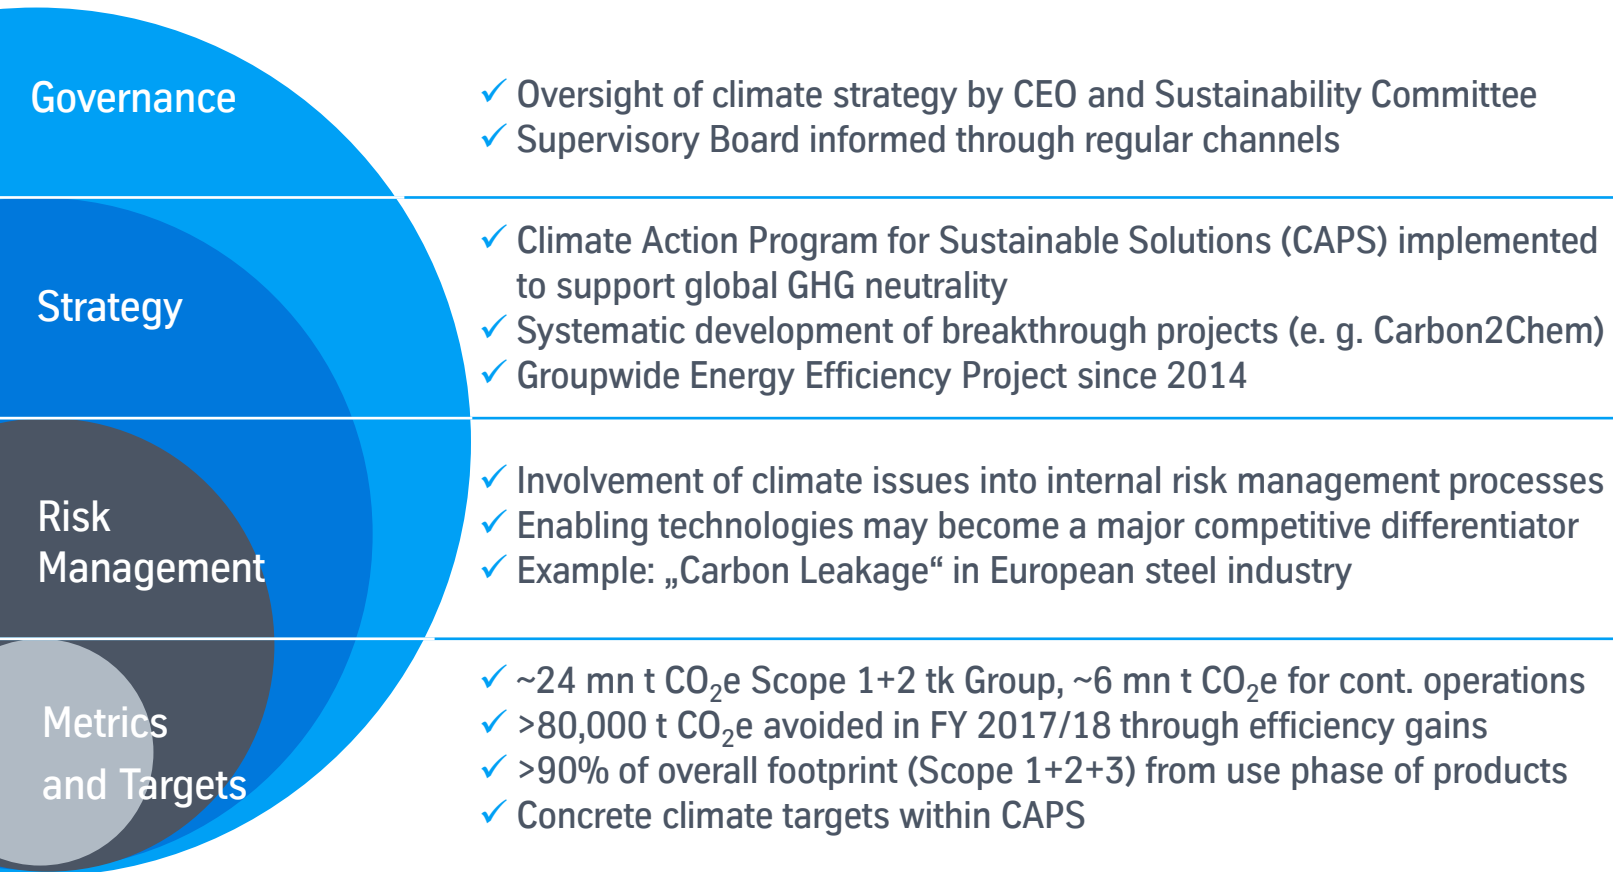 Governance
✓ Oversight of climate strategy by CEO and Sustainability Committee
✓ Supervisory Board informed through regular channels
Strategy
✓ Climate Action Program for Sustainable Solutions (CAPS) implemented
to support global GHG neutrality
✓ Systematic development of breakthrough projects (e. g. Carbon2Chem)
✓ Groupwide Energy Efficiency Project since 2014
Risk
Management
✓ Involvement of climate issues into internal risk management processes
✓ Enabling technologies may become a major competitive differentiator
✓ Example: „Carbon Leakage“ in European steel industry
Metrics
and Targets
✓ ~24 mn t CO₂e Scope 1+2 tk Group, ~6 mn t CO₂e for cont. operations
✓ >80,000 t CO₂e avoided in FY 2017/18 through efficiency gains
✓ >90% of overall footprint (Scope 1+2+3) from use phase of products
✓ Concrete climate targets within CAPS